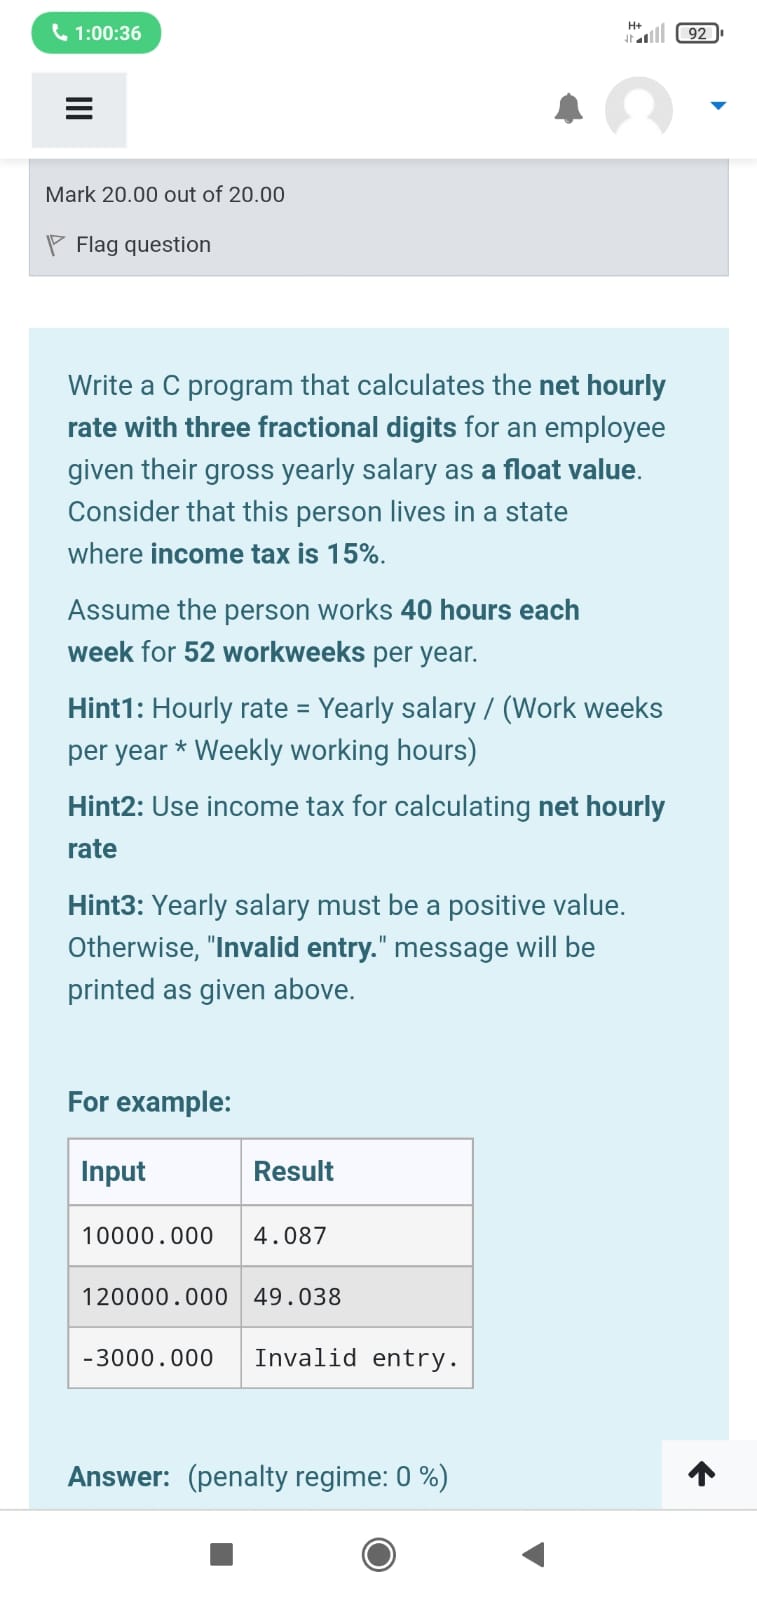 1:00:36
H+
92
Mark 20.00 out of 20.00
Flag question
Write a C program that calculates the net hourly
rate with three fractional digits for an employee
given their gross yearly salary as a float value.
Consider that this person lives in a state
where income tax is 15%.
Assume the person works 40 hours each
week for 52 workweeks per year.
Hint1: Hourly rate = Yearly salary / (Work weeks
per year * Weekly working hours)
Hint2: Use income tax for calculating net hourly
rate
Hint3: Yearly salary must be a positive value.
Otherwise, "Invalid entry." message will be
printed as given above.
For example:
Input Result
10000.000 4.087
120000.000 49.038
-3000.000 Invalid entry.
Answer: (penalty regime: 0 %)